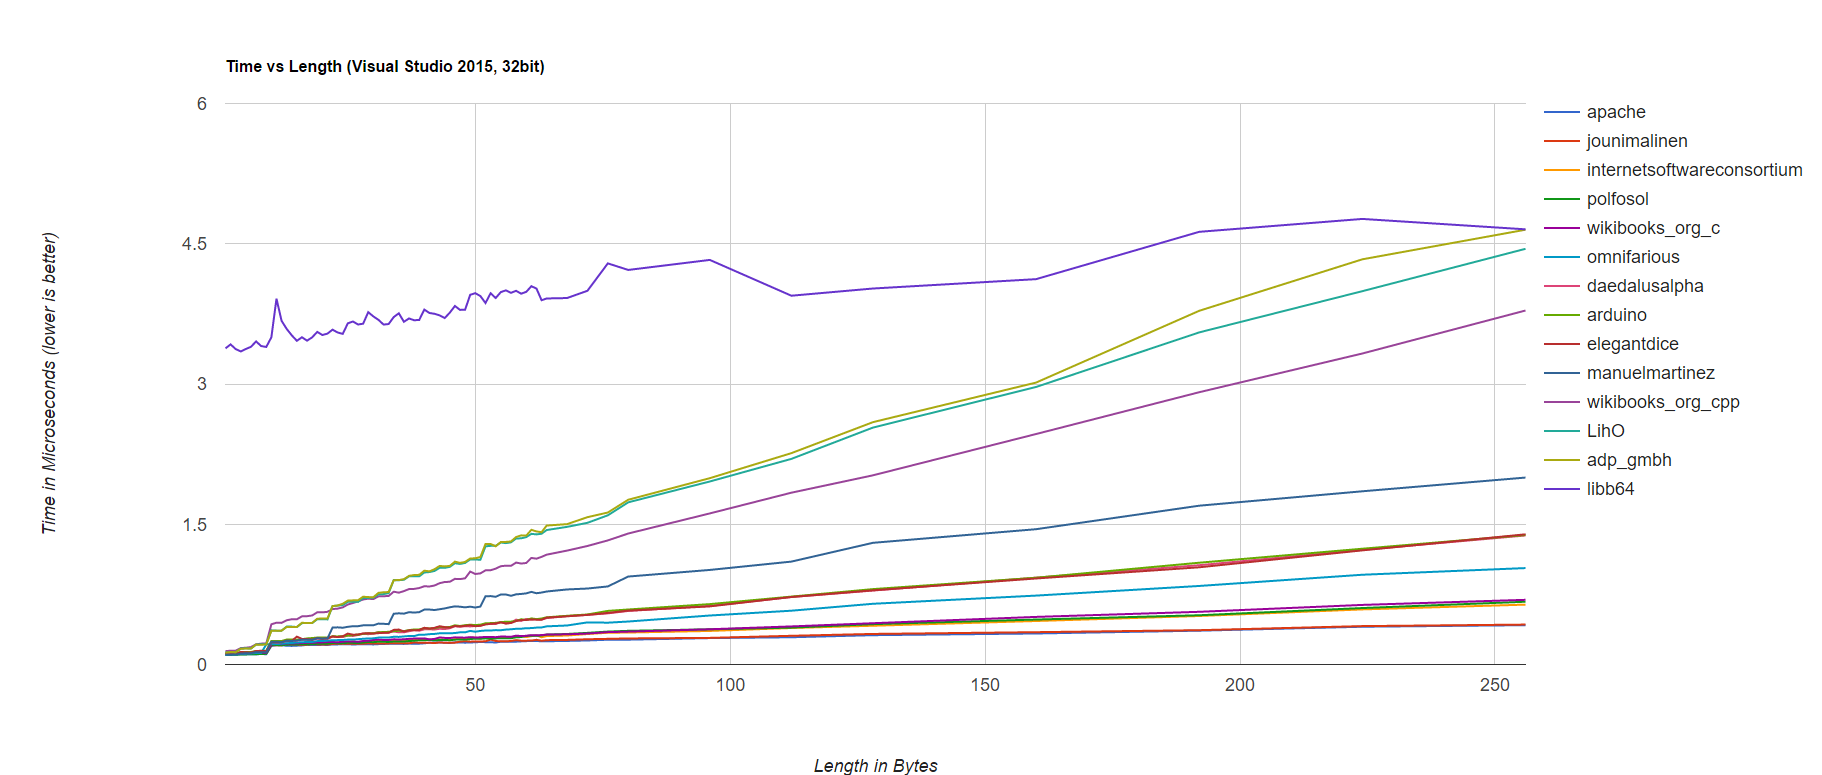 Time vs Length (Visual Studio 2015, 32bit)
Time in Microseconds (lower is better)
6
4.5
3
1.5
0
50
100
150
200
250
Length in Bytes
apache
jounimalinen
internetsoftwareconsortium
polfosol
wikibooks_org_c
omnifarious
daedalusalpha
arduino
elegantdice
manuelmartinez
wikibooks_org_cpp
LihO
adp_gmbh
libb64